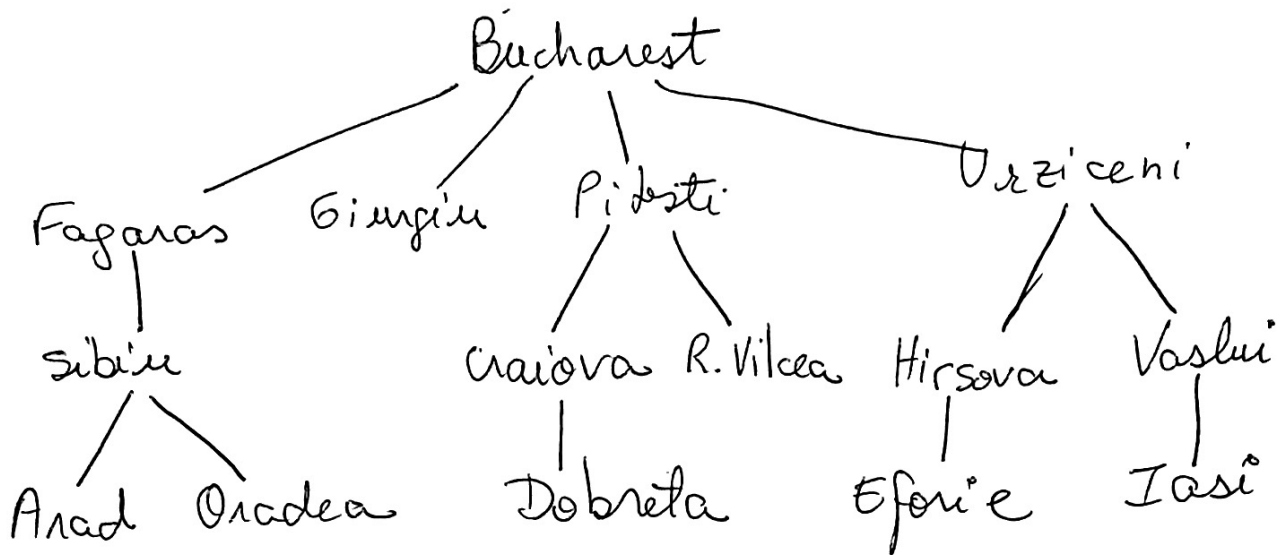 Bucharest
Fagaras Giurgiu Pitesti Urziceni
Sibiu Craiova R. Vilcea Hirsova Vaslui
Arad Oradea Dobreta Eforie Iasi